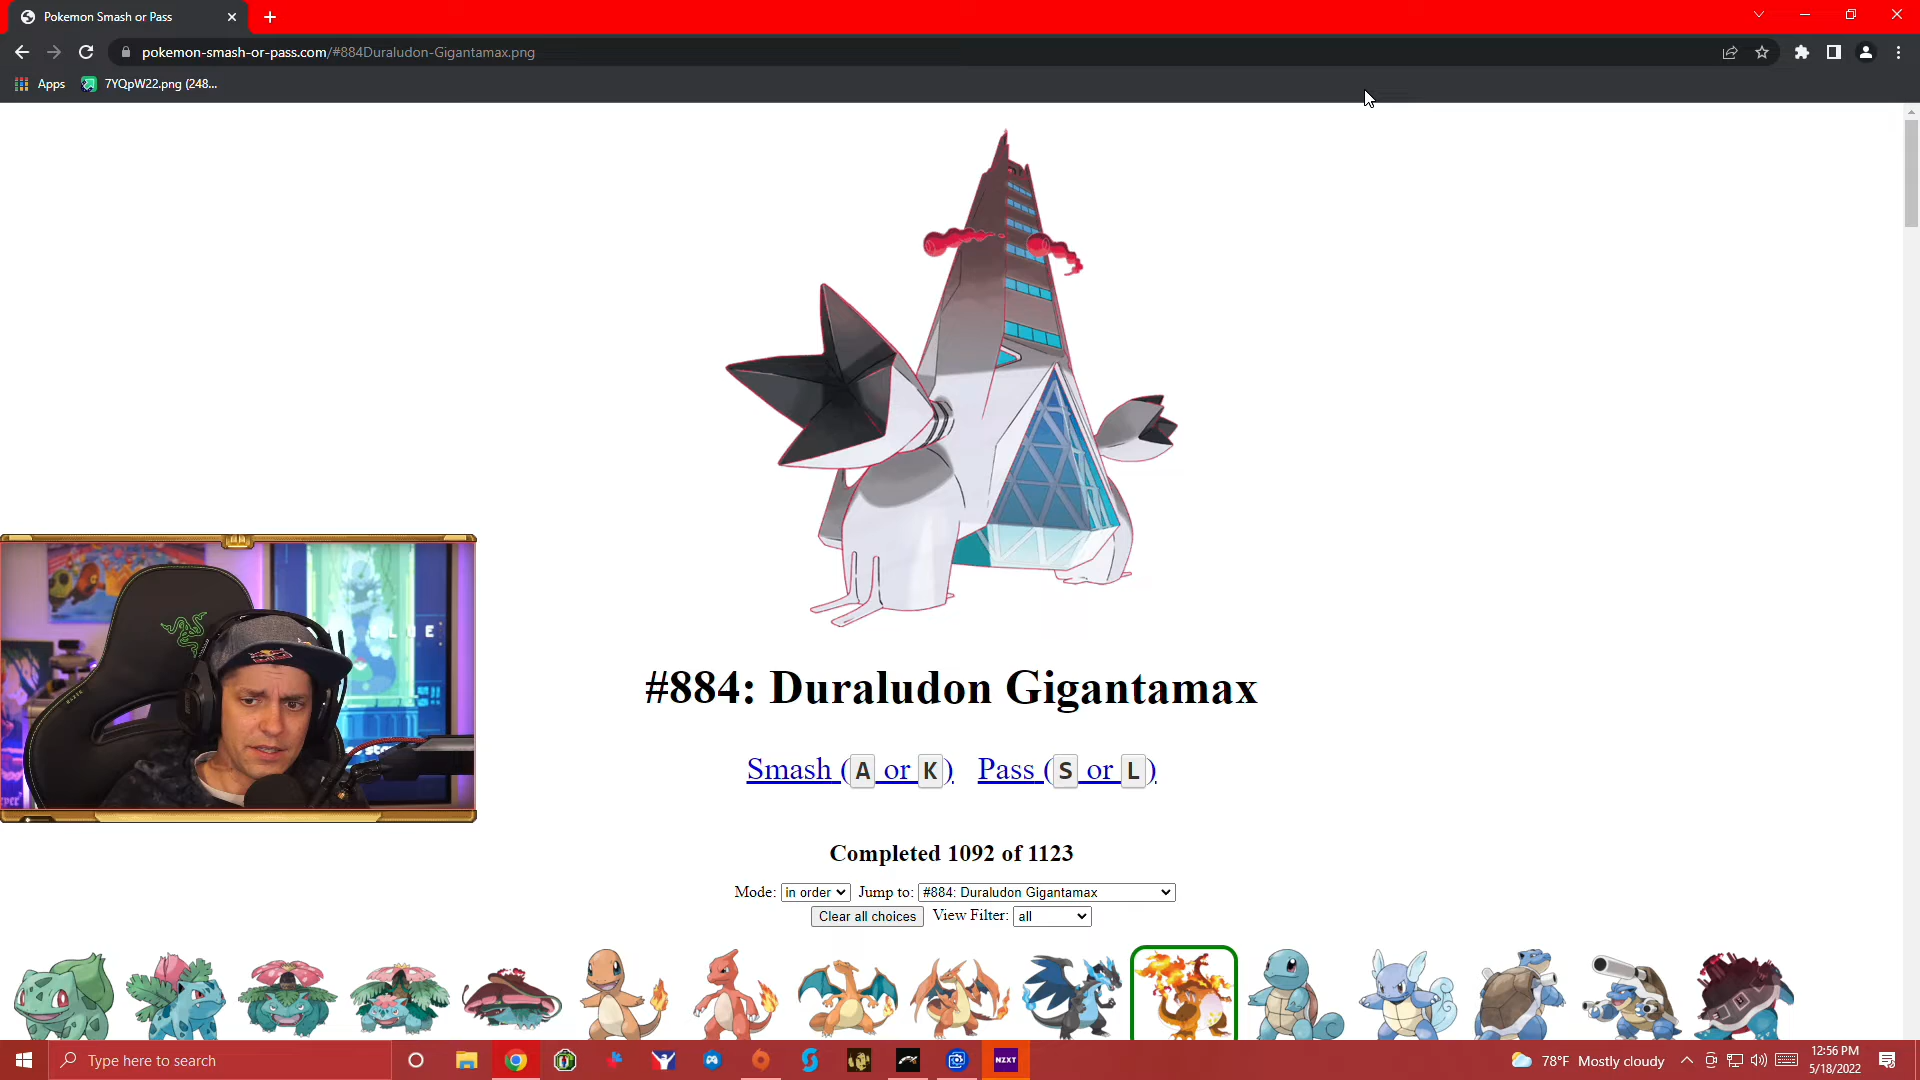 Pokemon Smash or Pass
pokemon-smash-or-pass.com/#884Duraludon-Gigantamax.png
Apps
7YQpW22.png (248...
#884: Duraludon Gigantamax
Smash (A or K) Pass (S or L)
Completed 1092 of 1123
Mode: in order Jump to: #884: Duraludon Gigantamax
Clear all choices View Filter: all
Type here to search
NZXT
78°F Mostly cloudy
12:56 PM
5/18/2022